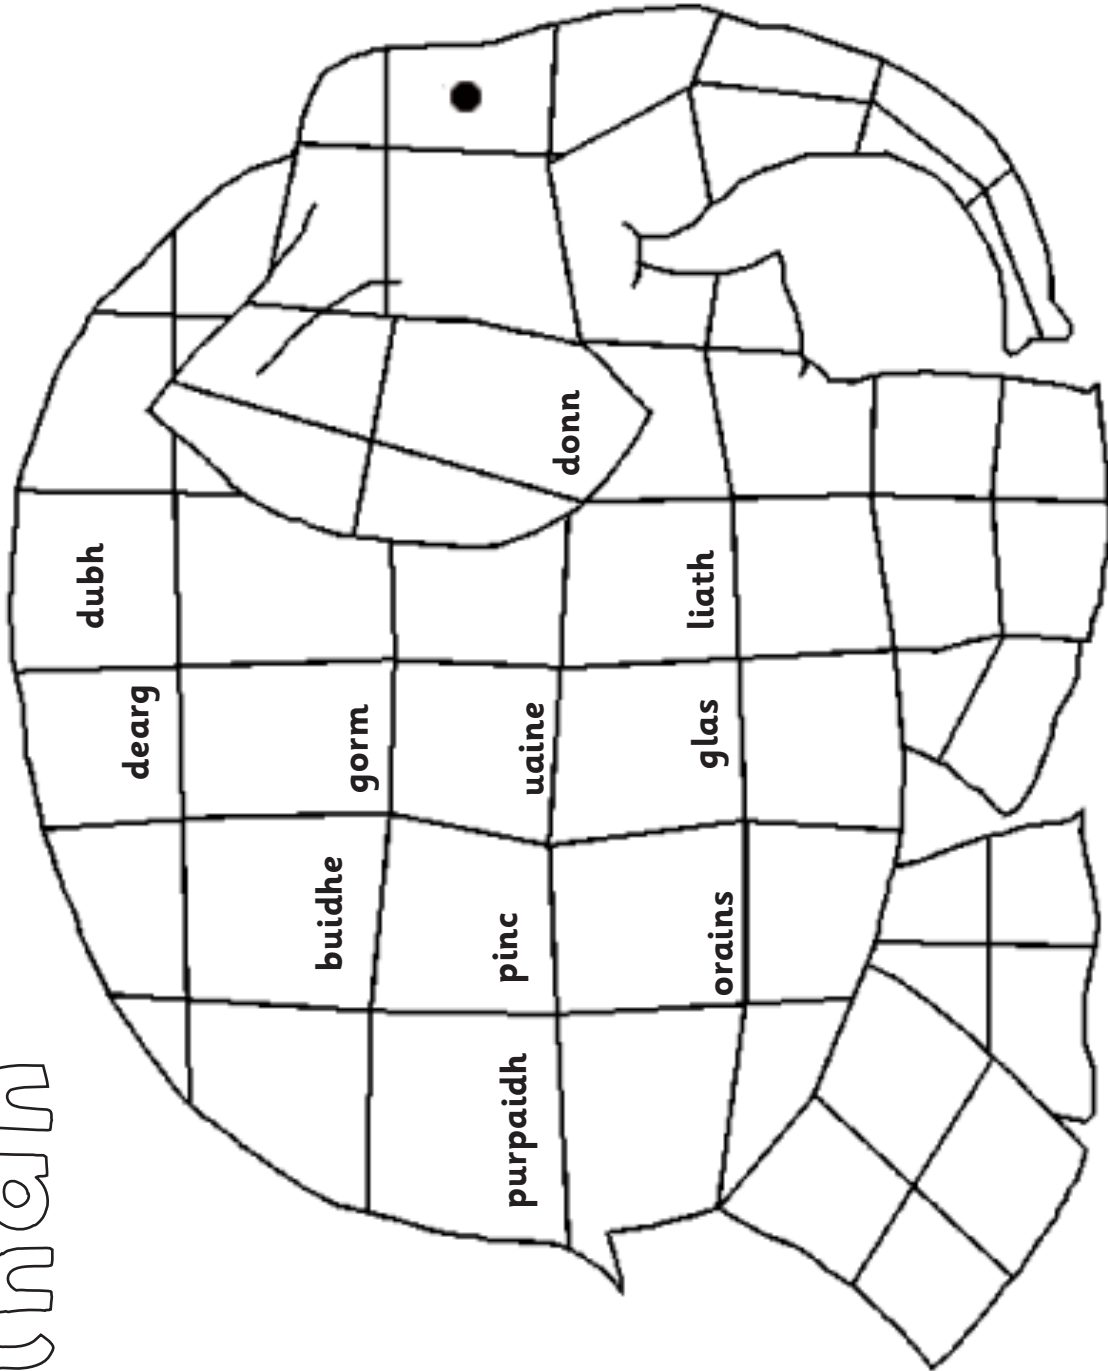 dearg
dubh
buidhe
gorm
purpaidh
pinc
uaine
donn
orains
glas
liath